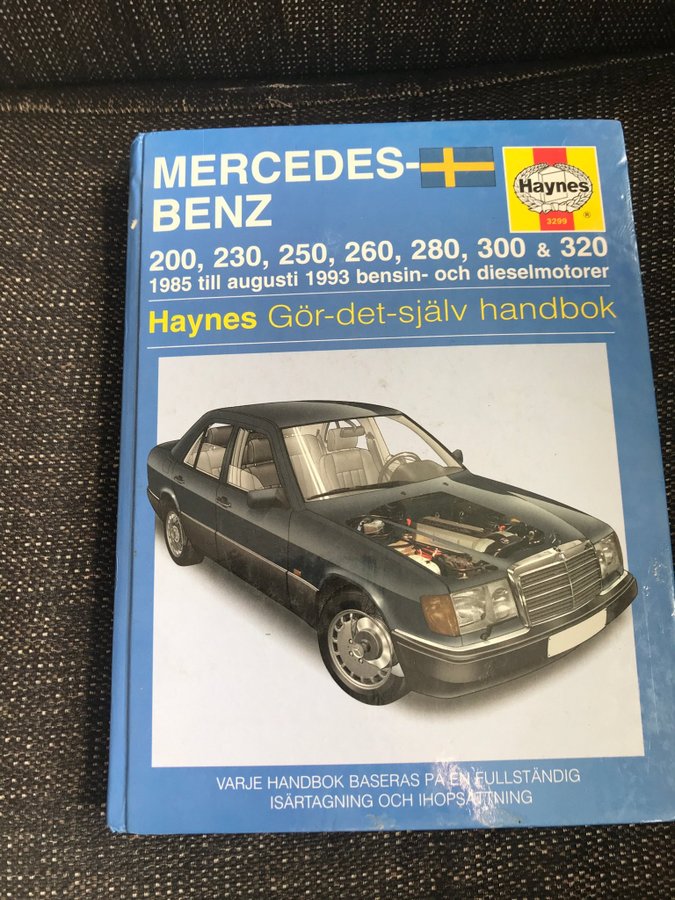 MERCEDES-
BENZ
Haynes
3299
®
200, 230, 250, 260, 280, 300 & 320
1985 till augusti 1993 bensin- och dieselmotorer
Haynes Gör-det-själv handbok
VARJE HANDBOK BASERAS PÅ EN FULLSTÄNDIG
ISÄRTAGNING OCH IHOPSÄTTNING